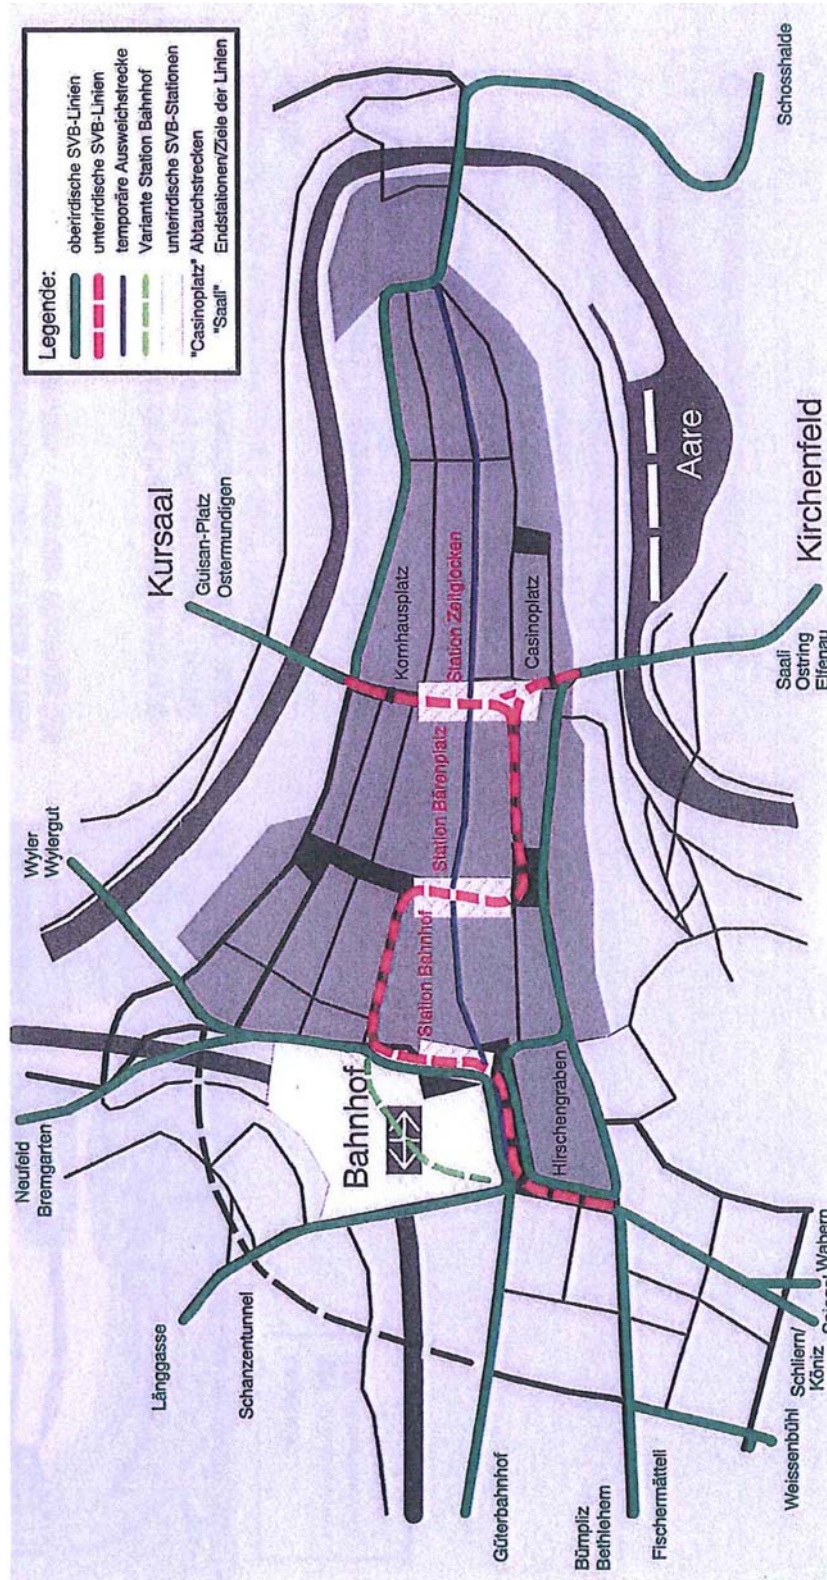 Legende:
oberirdische SVB-Linien
unterirdische SVB-Linien
temporäre Ausweichstrecke
Variante Station Bahnhof
unterirdische SVB-Stationen
"Casinoplatz" Abtauchstrecken
"Saali" Endstationen/Ziele der Linien
Neufeld
Bremgarten
Wyler
Wylergut
Kursaal
Guisan-Platz
Ostermundigen
Länggasse
Schanzentunnel
Bahnhof
Kornhausplatz
Station Bahnhof
Station Bärenplatz
Station Zeitglocken
Casinoplatz
Hirschengraben
Güterbahnhof
Bümpliz
Bethlehem
Fischermätteli
Weissenbühl
Schliern/
Köniz
Wabern
Aare
Saali
Ostring
Elfenau
Kirchenfeld
Schosshalde